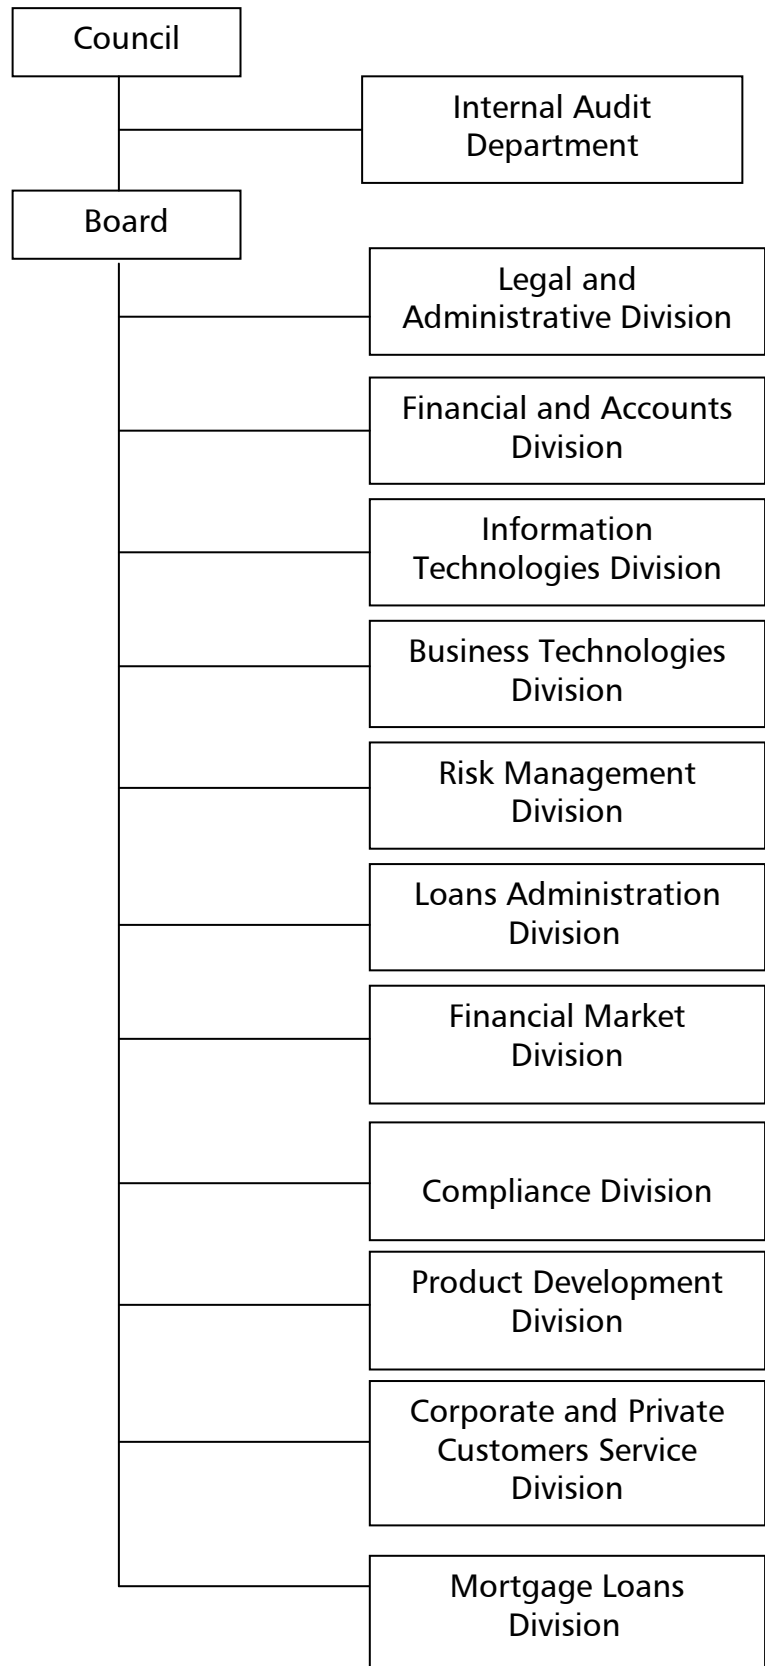 Council
Internal Audit
Department
Board
Legal and
Administrative Division
Financial and Accounts
Division
Information
Technologies Division
Business Technologies
Division
Risk Management
Division
Loans Administration
Division
Financial Market
Division
Compliance Division
Product Development
Division
Corporate and Private
Customers Service
Division
Mortgage Loans
Division